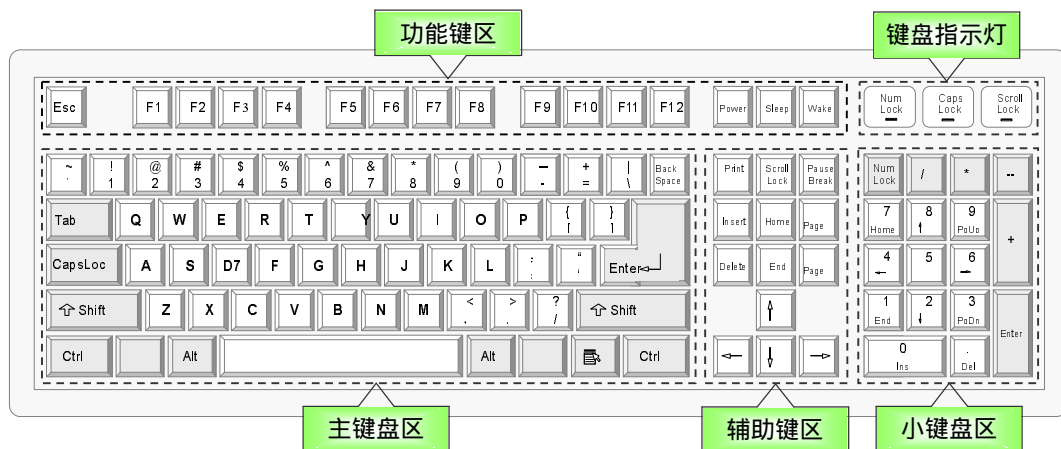 功能键区 键盘指示灯
Esc F1 F2 F3 F4 F5 F6 F7 F8 F9 F10 F11 F12 Power Sleep Wake Num Lock Caps Lock Scroll Lock
~ ! @ # $ % ^ & * ( ) — + | Back Space Print Scroll Lock Pause Break Num Lock / * --
. 1 2 3 4 5 6 7 8 9 0 - = \
Tab Q W E R T Y U I O P { [ } ] Insert Home Page 7 Home 8 ↑ 9 PoUo +
CapsLoc A S D7 F G H J K L : ; “ ‘ Enter Delete End Page 4 ← 5 6 →
⇧ Shift Z X C V B N M < , > . ? / ⇧ Shift ↑ 1 End 2 ↓ 3 PoDn Enter
Ctrl Alt Alt Ctrl ← ↓ → 0 Ins . Del
主键盘区 辅助键区 小键盘区